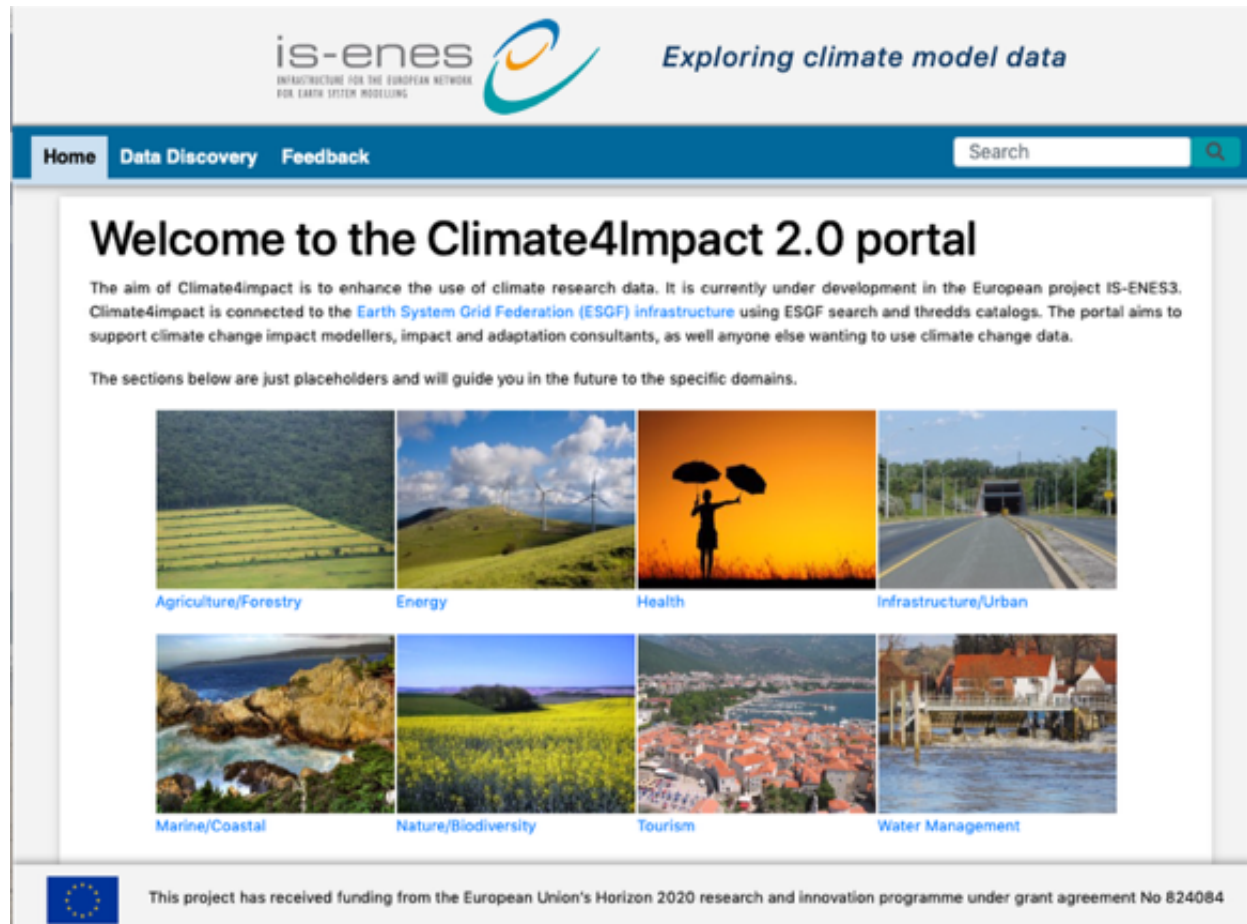 is-enes
INFRASTRUCTURE FOR THE EUROPEAN NETWORK
FOR EARTH SYSTEM MODELLING
Exploring climate model data
Home Data Discovery Feedback Search
Welcome to the Climate4Impact 2.0 portal
The aim of Climate4impact is to enhance the use of climate research data. It is currently under development in the European project IS-ENES3.
Climate4impact is connected to the Earth System Grid Federation (ESGF) infrastructure using ESGF search and thredds catalogs. The portal aims to
support climate change impact modellers, impact and adaptation consultants, as well anyone else wanting to use climate change data.
The sections below are just placeholders and will guide you in the future to the specific domains.
Agriculture/Forestry Energy Health Infrastructure/Urban
Marine/Coastal Nature/Biodiversity Tourism Water Management
This project has received funding from the European Union's Horizon 2020 research and innovation programme under grant agreement No 824084